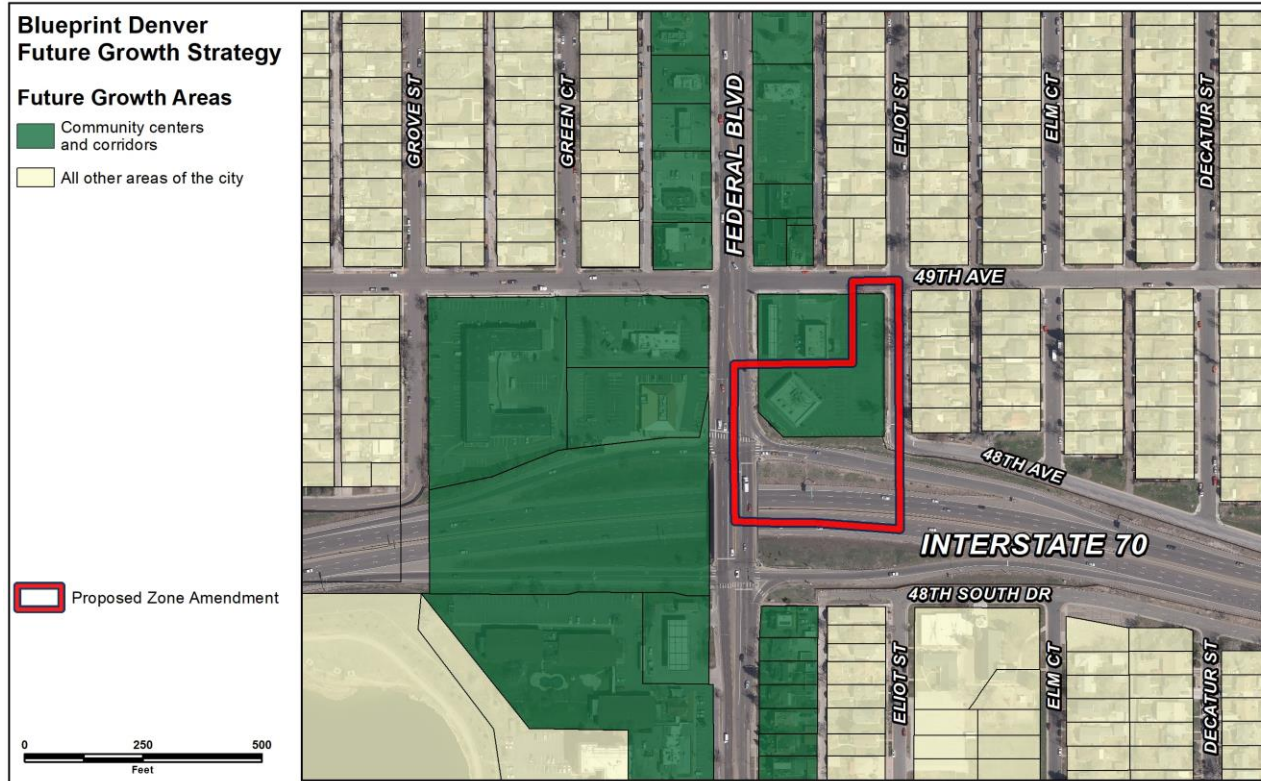 Blueprint Denver
Future Growth Strategy
Future Growth Areas
Community centers
and corridors
All other areas of the city
Proposed Zone Amendment
0 250 500
Feet
GROVE ST
GREEN CT
FEDERAL BLVD
ELIOT ST
ELM CT
DECATUR ST
49TH AVE
48TH AVE
INTERSTATE 70
48TH SOUTH DR
ELIOT ST
ELM CT
DECATUR ST